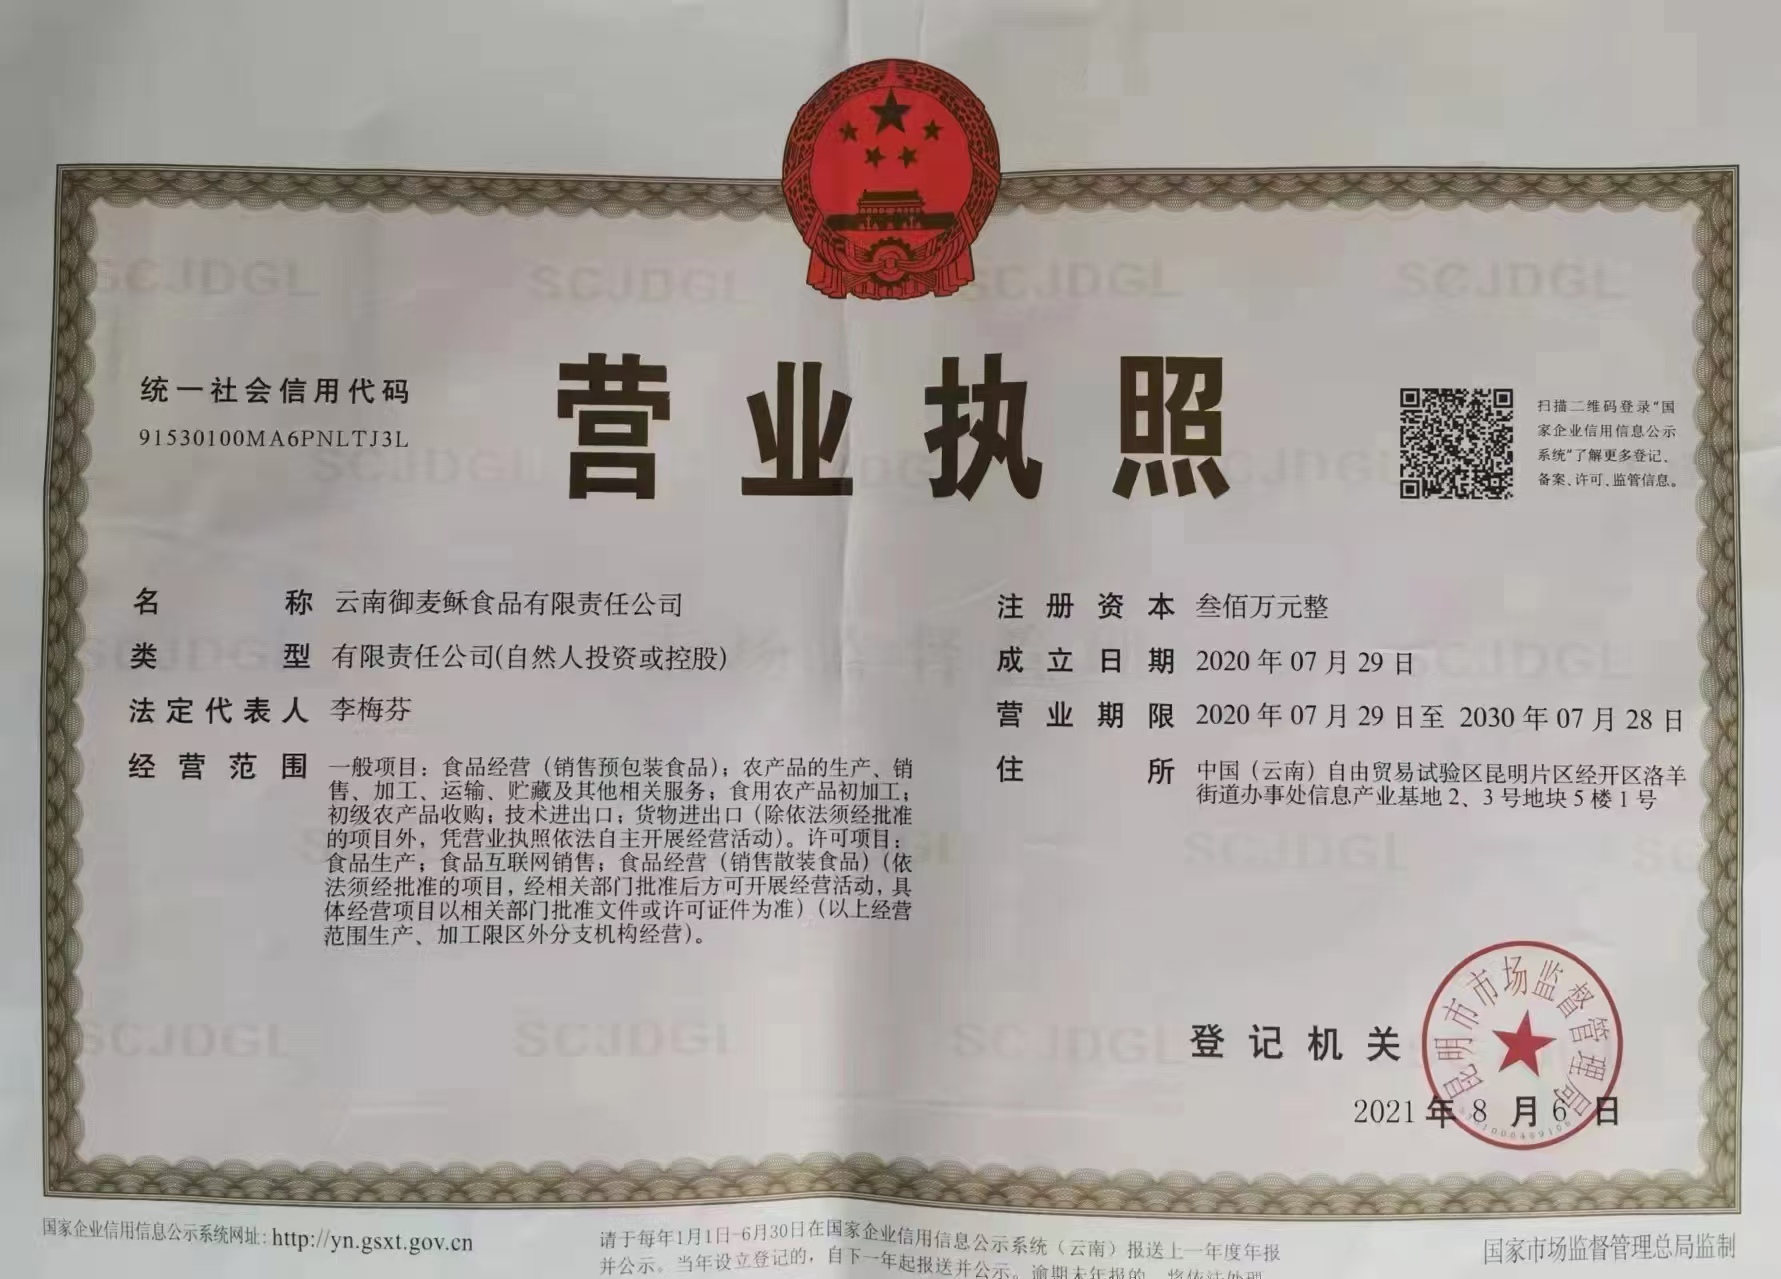 营业执照
统一社会信用代码
91530100MA6PNLTJ3L
扫描二维码登录“国
家企业信用信息公示
系统”了解更多登记、
备案、许可、监管信息。
名称 云南御麦稣食品有限责任公司
类型 有限责任公司(自然人投资或控股)
法定代表人 李梅芬
经营范围 一般项目：食品经营（销售预包装食品）；农产品的生产、销
售、加工、运输、贮藏及其他相关服务；食用农产品初加工；
初级农产品收购；技术进出口；货物进出口（除依法须经批准
的项目外，凭营业执照依法自主开展经营活动）。许可项目：
食品生产；食品互联网销售；食品经营（销售散装食品）（依
法须经批准的项目，经相关部门批准后方可开展经营活动，具
体经营项目以相关部门批准文件或许可证件为准）（以上经营
范围生产、加工限区外分支机构经营）。
注册资本 叁佰万元整
成立日期 2020年07月29日
营业期限 2020年07月29日至 2030年07月28日
住所 中国（云南）自由贸易试验区昆明片区经开区洛羊
街道办事处信息产业基地2、3号地块5楼1号
登记机关
昆明市市场监督管理局
2021年8月6日
国家企业信用信息公示系统网址：http://yn.gsxt.gov.cn
请于每年1月1日-6月30日在国家企业信用信息公示系统（云南）报送上一年度年报
并公示。当年设立登记的，自下一年起报送并公示。逾期未年报的，将依法处理
国家市场监督管理总局监制
SCJDGL